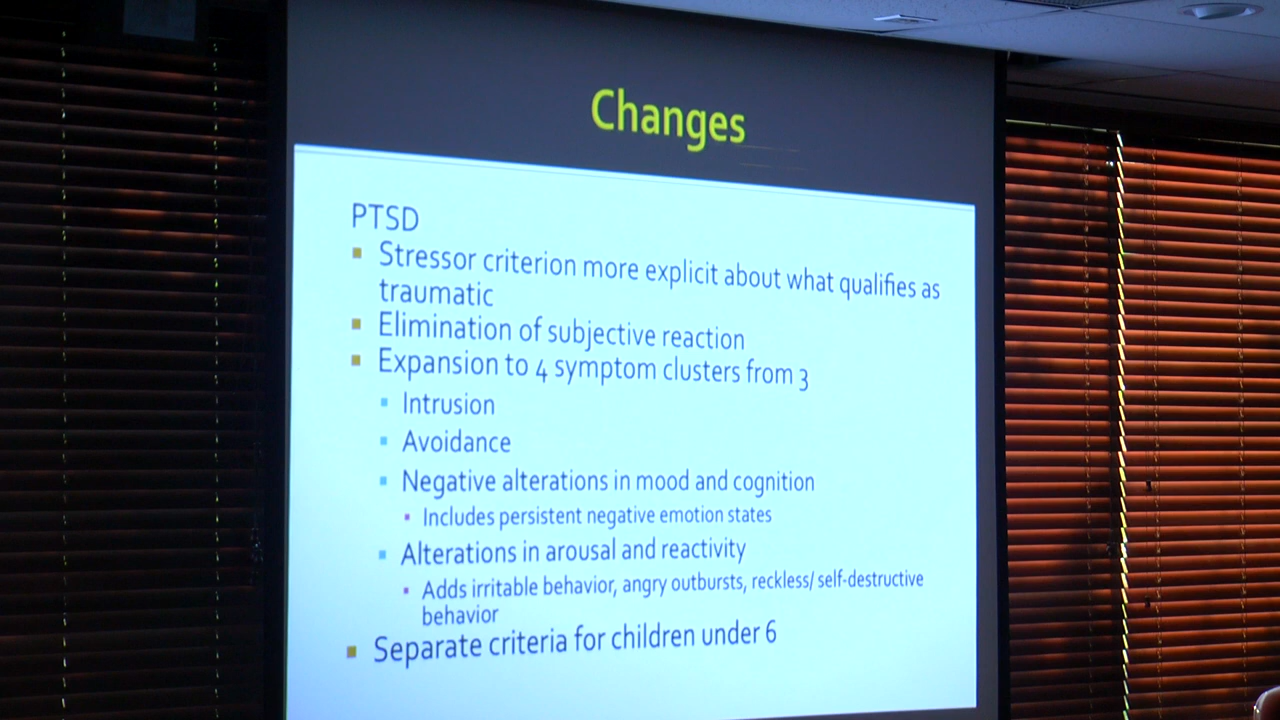 Changes
PTSD
Stressor criterion more explicit about what qualifies as
traumatic
Elimination of subjective reaction
Expansion to 4 symptom clusters from 3
Intrusion
Avoidance
Negative alterations in mood and cognition
Includes persistent negative emotion states
Alterations in arousal and reactivity
Adds irritable behavior, angry outbursts, reckless/ self-destructive
behavior
Separate criteria for children under 6